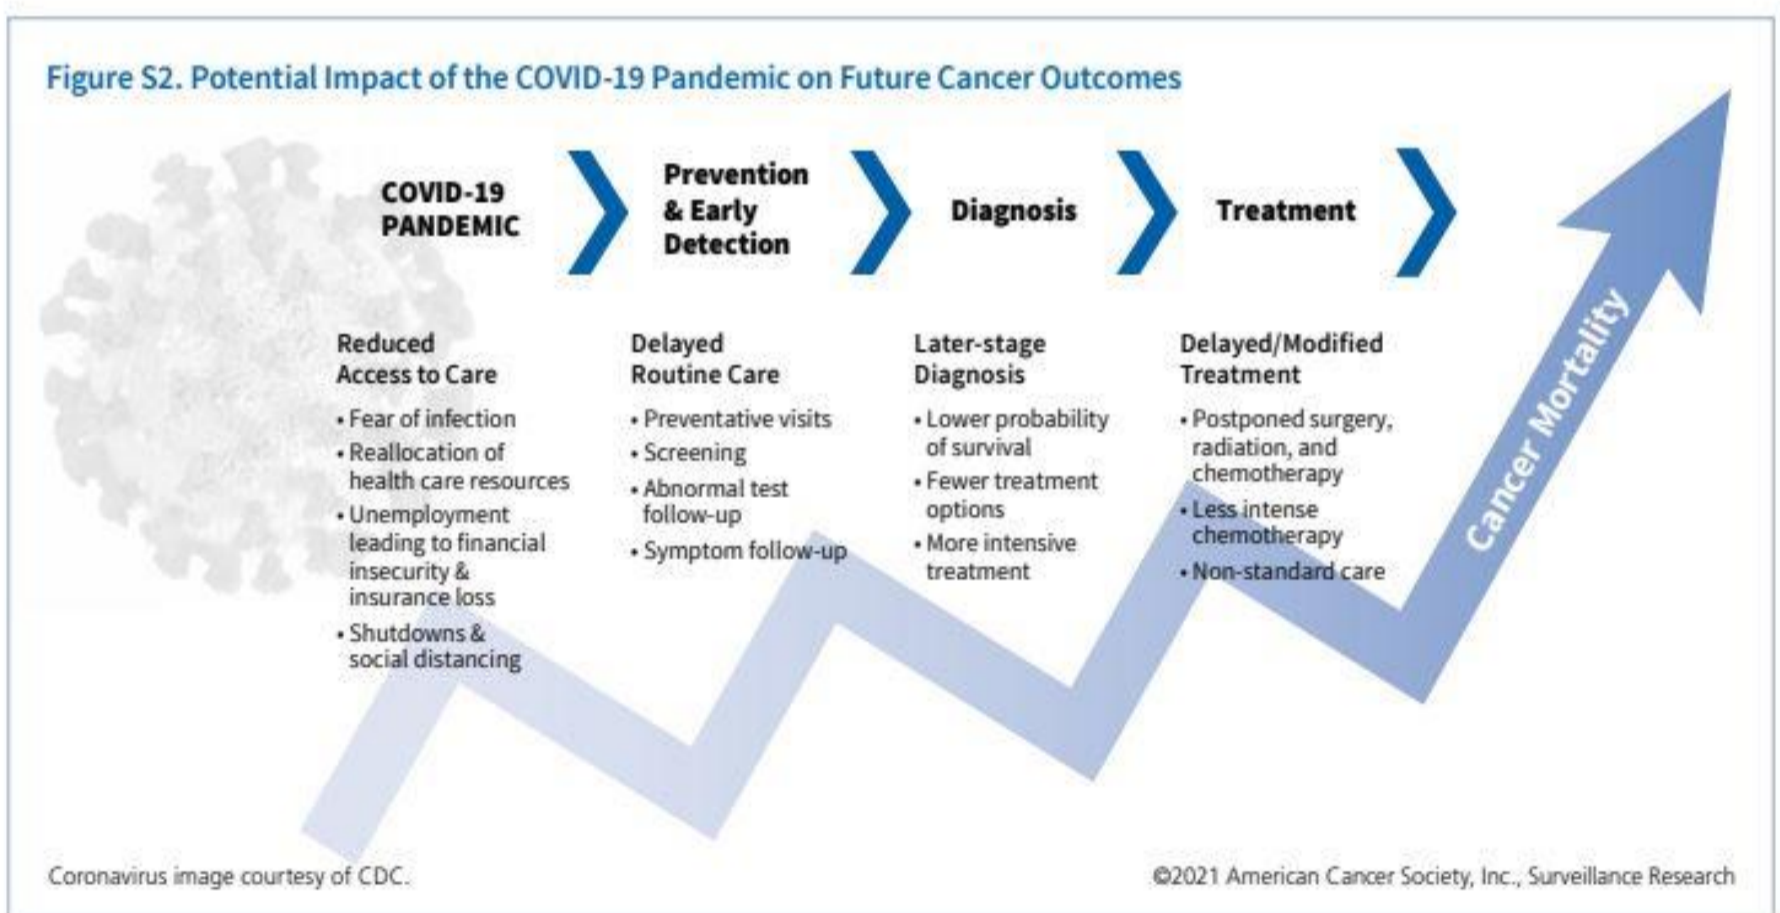 Figure S2. Potential Impact of the COVID-19 Pandemic on Future Cancer Outcomes
COVID-19
PANDEMIC
Prevention
& Early
Detection
Diagnosis
Treatment
Reduced
Access to Care
• Fear of infection
• Reallocation of
health care resources
• Unemployment
leading to financial
insecurity &
insurance loss
• Shutdowns &
social distancing
Delayed
Routine Care
• Preventative visits
• Screening
• Abnormal test
follow-up
• Symptom follow-up
Later-stage
Diagnosis
• Lower probability
of survival
• Fewer treatment
options
• More intensive
treatment
Delayed/Modified
Treatment
• Postponed surgery,
radiation, and
chemotherapy
• Less intense
chemotherapy
• Non-standard care
Cancer Mortality
Coronavirus image courtesy of CDC.
©2021 American Cancer Society, Inc., Surveillance Research